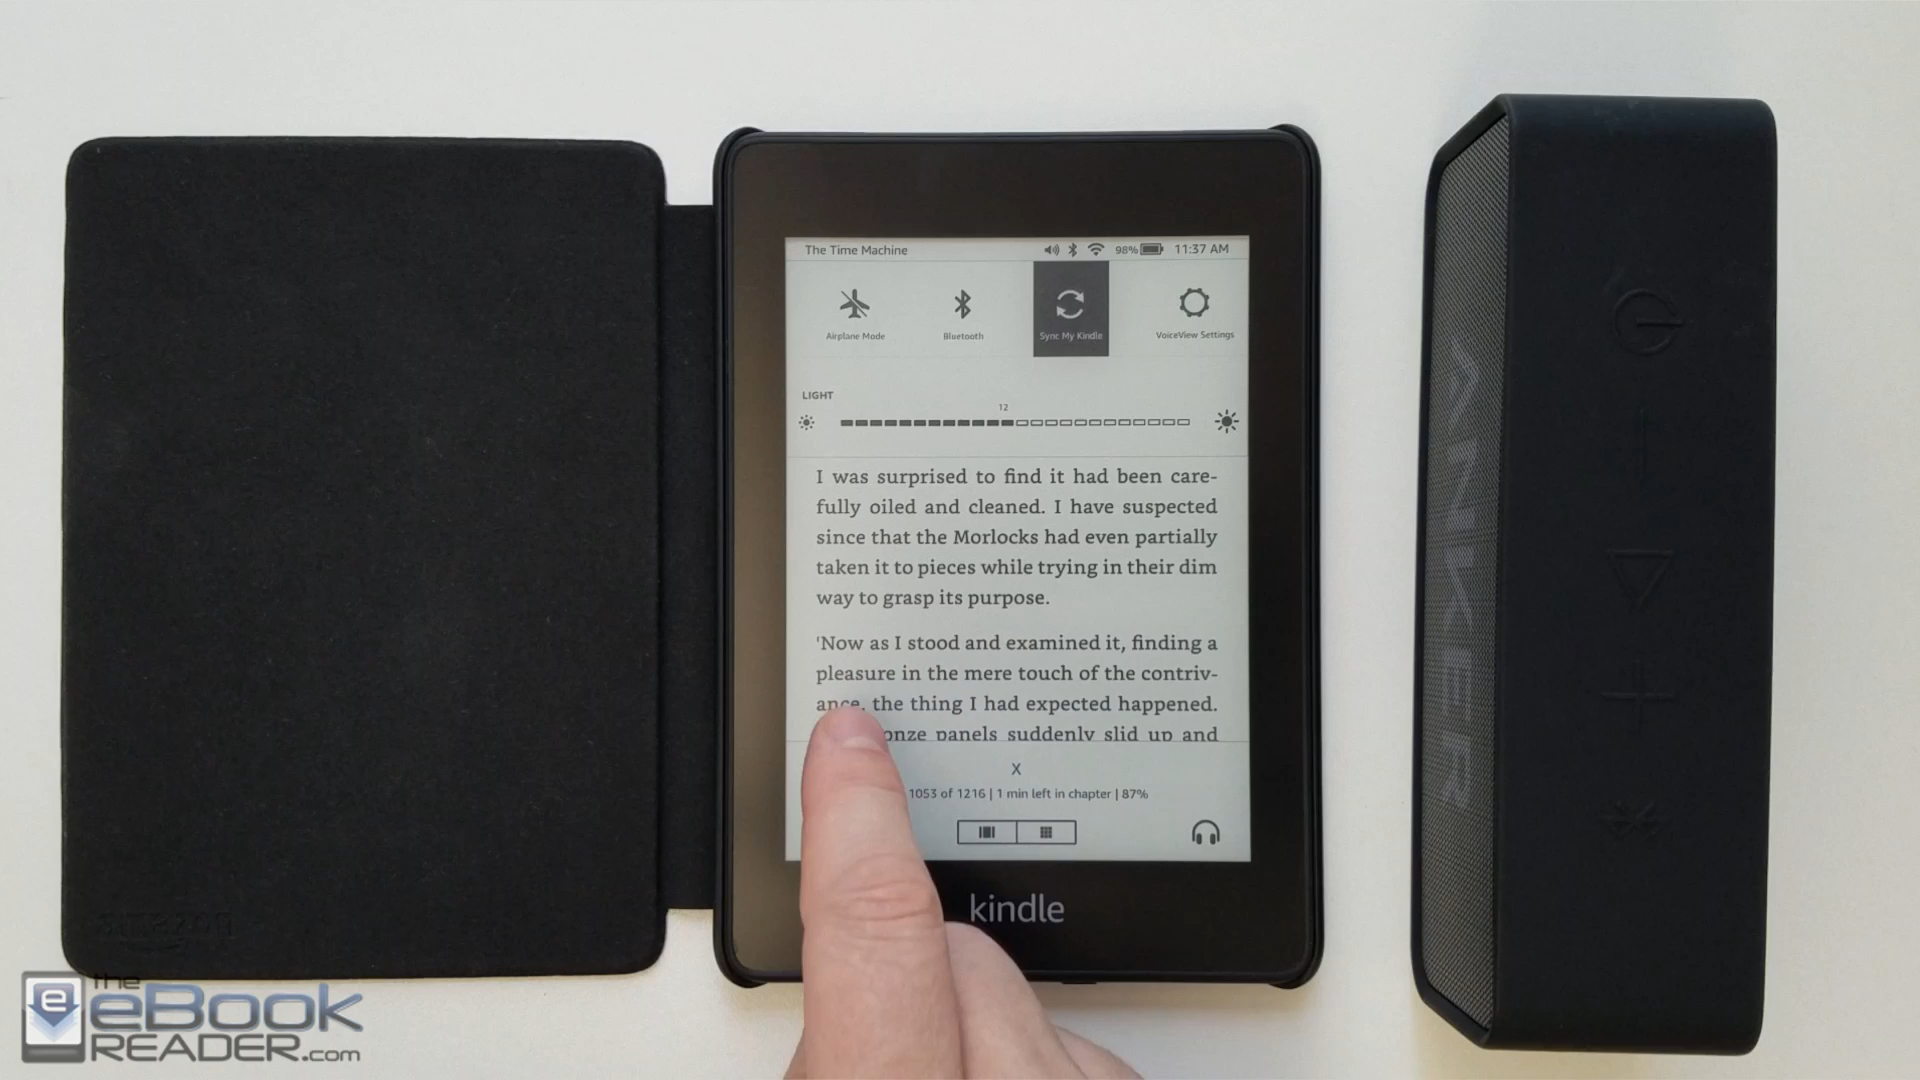 The Time Machine 98% 11:37 AM
Airplane Mode Bluetooth Sync My Kindle VoiceView Settings
LIGHT
12
I was surprised to find it had been care-
fully oiled and cleaned. I have suspected
since that the Morlocks had even partially
taken it to pieces while trying in their dim
way to grasp its purpose.
'Now as I stood and examined it, finding a
pleasure in the mere touch of the contriv-
ance, the thing I had expected happened.
onze panels suddenly slid up and
X
1053 of 1216 | 1 min left in chapter | 87%
kindle
ANKER
amazon
the
eBook
READER.com